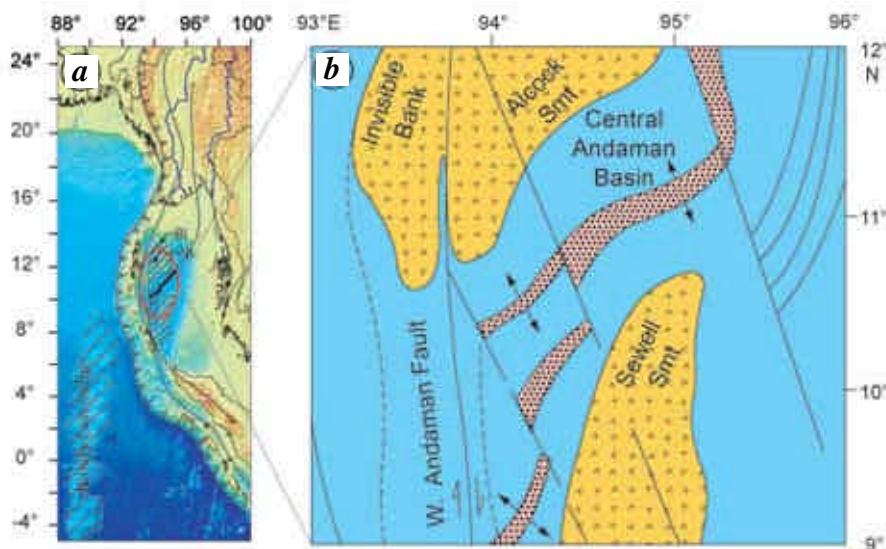 88° 92° 96° 100°
24°
20°
16°
12°
8°
4°
0°
-4°
a
93°E 94° 95° 96°
b
12°
N
11°
10°
9°
Invisible
Bank
Alcock
Smt
Central
Andaman
Basin
W. Andaman Fault
Sewell
Smt